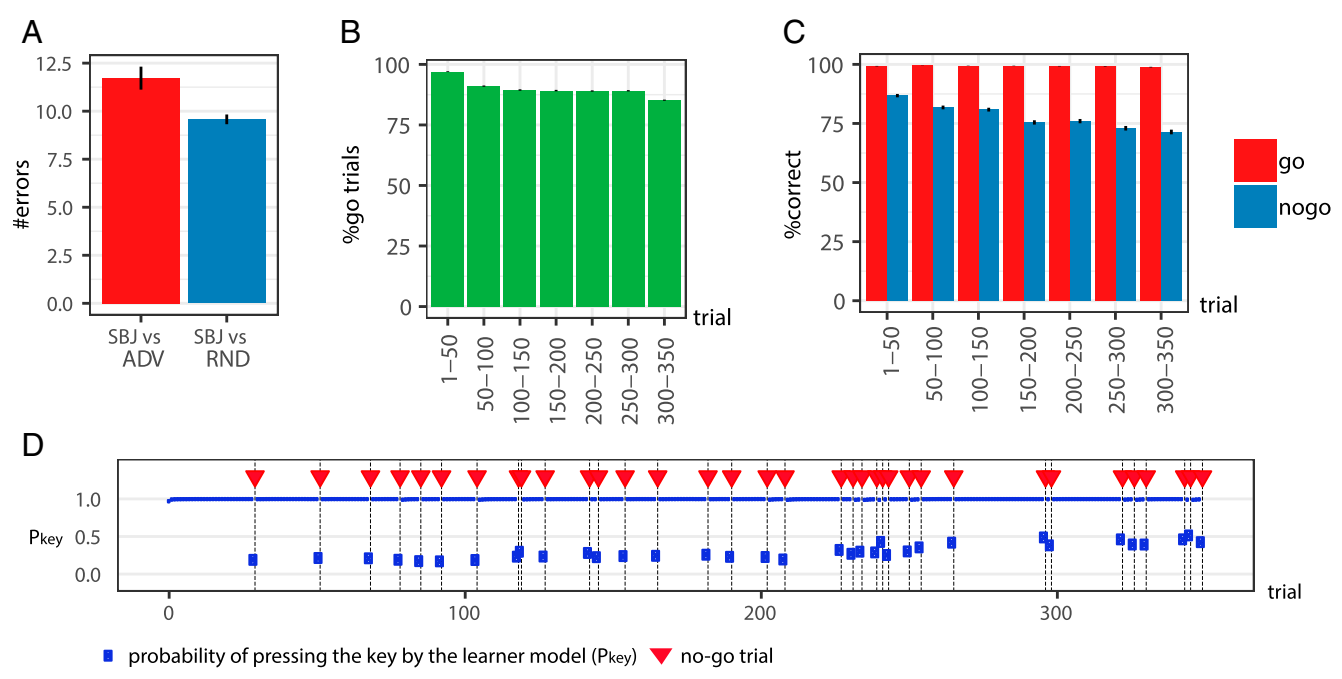 A
12.5
10.0
7.5
5.0
2.5
0.0
#errors
SBJ vs ADV
SBJ vs RND
B
100
75
50
25
0
%go trials
trial
1−50
50−100
100−150
150−200
200−250
250−300
300−350
C
100
75
50
25
0
%correct
trial
1−50
50−100
100−150
150−200
200−250
250−300
300−350
go
nogo
D
1.0
0.5
0.0
Pkey
0 100 200 300
trial
probability of pressing the key by the learner model (Pkey) no-go trial